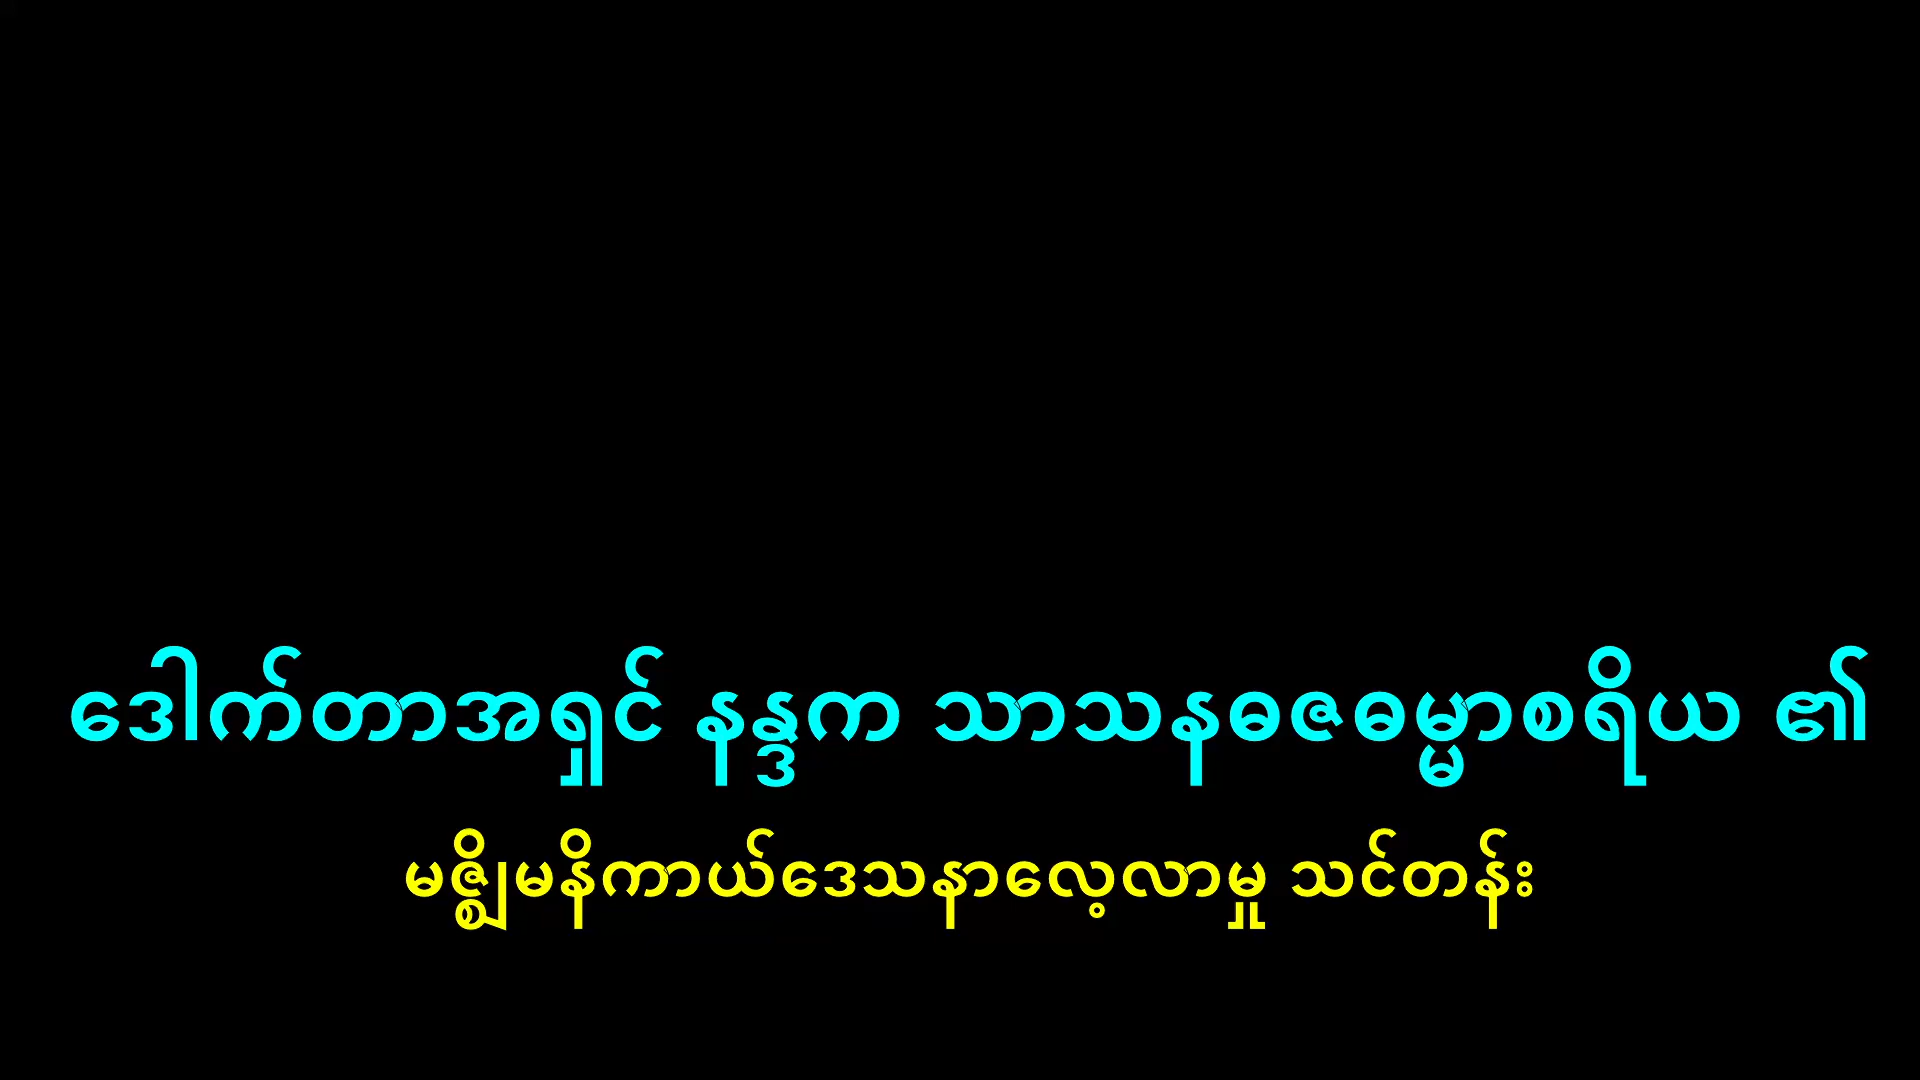 ဒေါက်တာအရှင် နန္ဒက သာသနဓဇဓမ္မာစရိယ ၏
မဇ္ဈိမနိကာယ်ဒေသနာလေ့လာမှု သင်တန်း